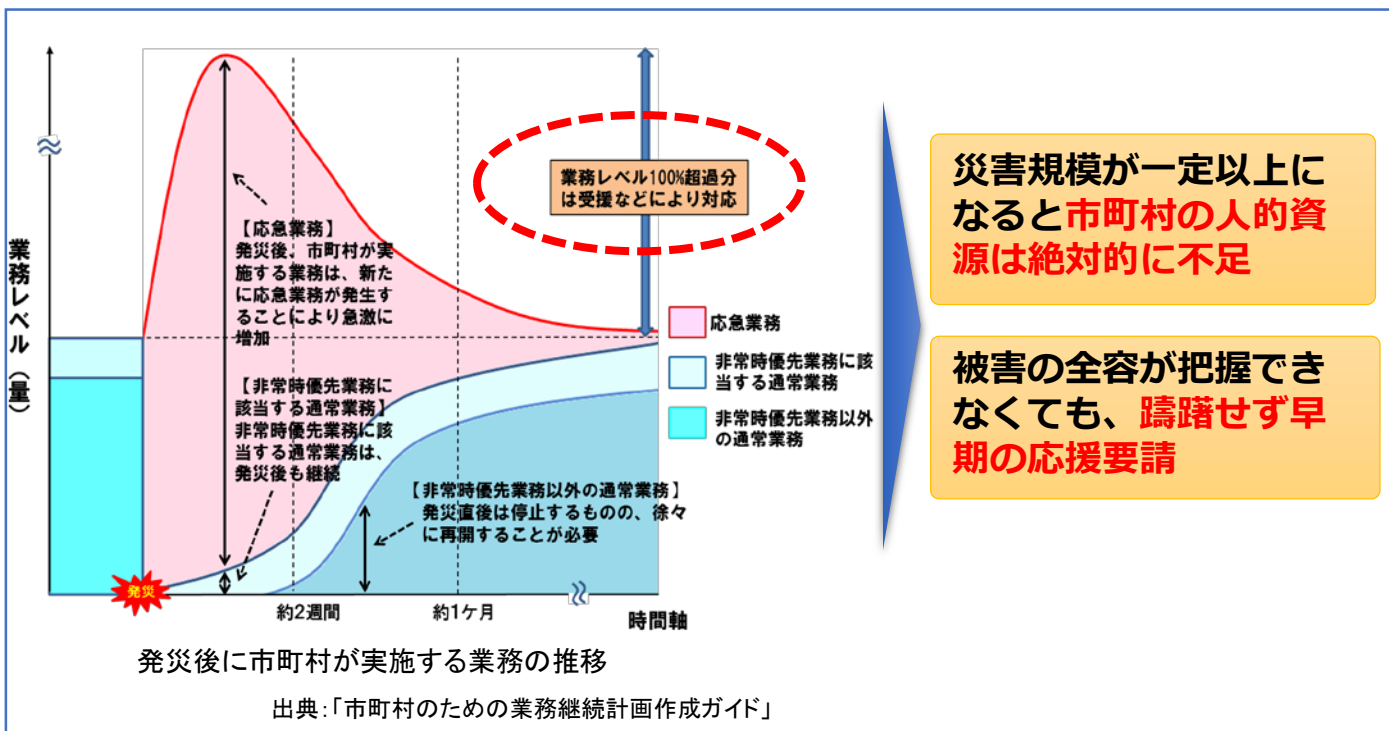 業務レベル（量）
【応急業務】
発災後、市町村が実
施する業務は、新た
に応急業務が発生す
ることにより急激に
増加
【非常時優先業務に
該当する通常業務】
非常時優先業務に該
当する通常業務は、
発災後も継続
【非常時優先業務以外の通常業務】
発災直後は停止するものの、徐々
に再開することが必要
業務レベル100%超過分
は受援などにより対応
応急業務
非常時優先業務に該
当する通常業務
非常時優先業務以外
の通常業務
発災
約2週間
約1ケ月
時間軸
発災後に市町村が実施する業務の推移
出典：「市町村のための業務継続計画作成ガイド」
災害規模が一定以上に
なると市町村の人的資
源は絶対的に不足
被害の全容が把握でき
なくても、躊躇せず早
期の応援要請